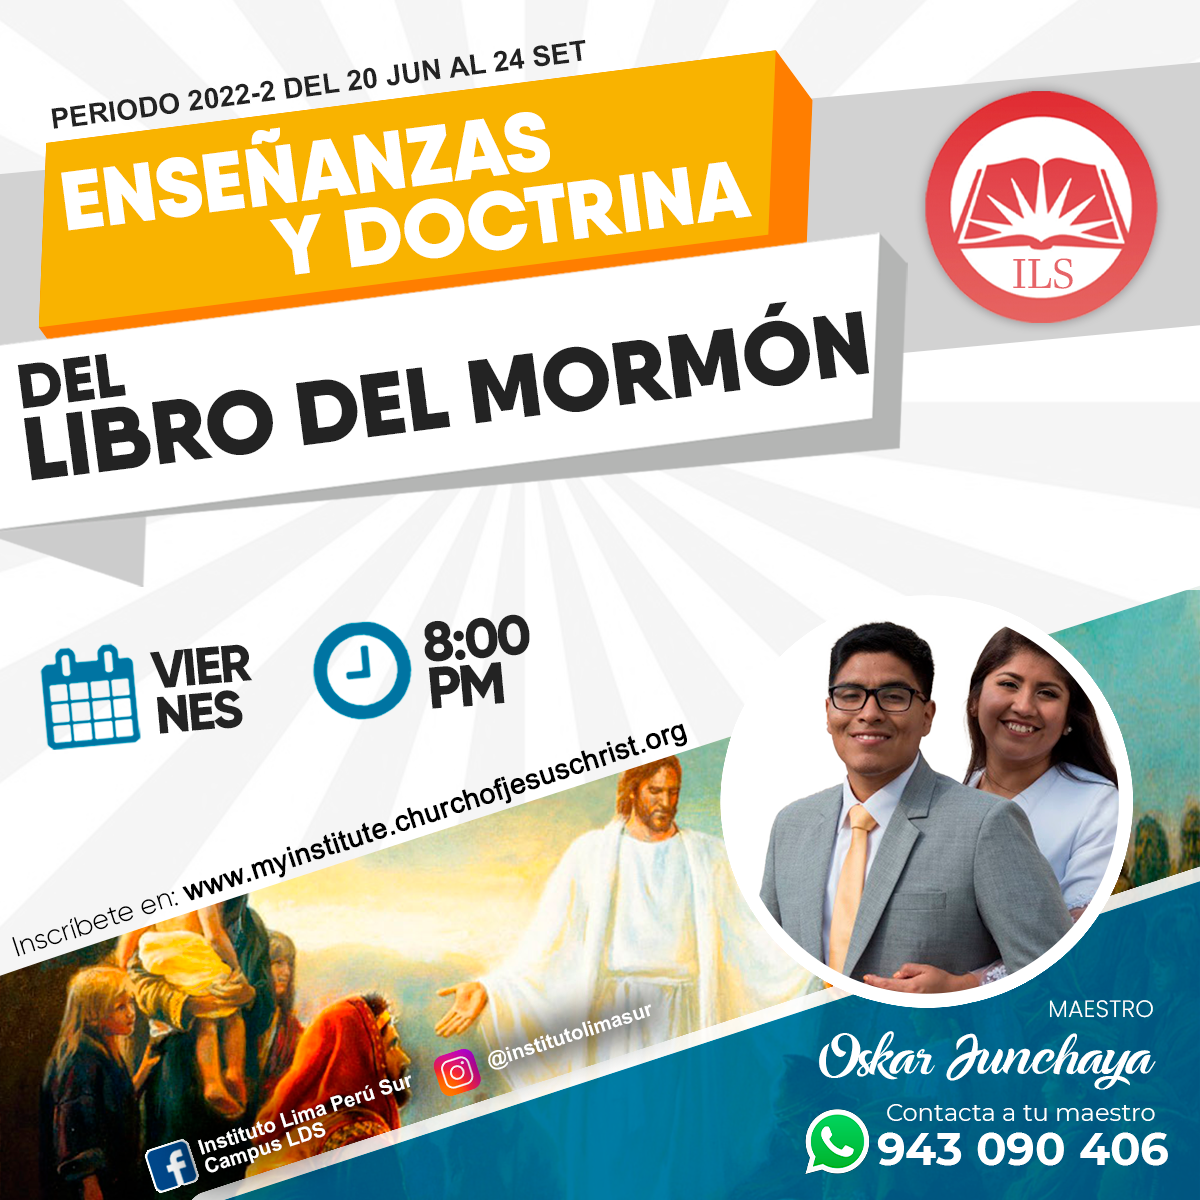 PERIODO 2022-2 DEL 20 JUN AL 24 SET
ENSEÑANZAS
Y DOCTRINA
DEL
LIBRO DEL MORMÓN
ILS
VIER
NES
8:00
PM
Inscríbete en: www.myinstitute.churchofjesuschrist.org
MAESTRO
Oskar Junchaya
Contacta a tu maestro
943 090 406
@institutolimasur
Instituto Lima Perú Sur
Campus LDS